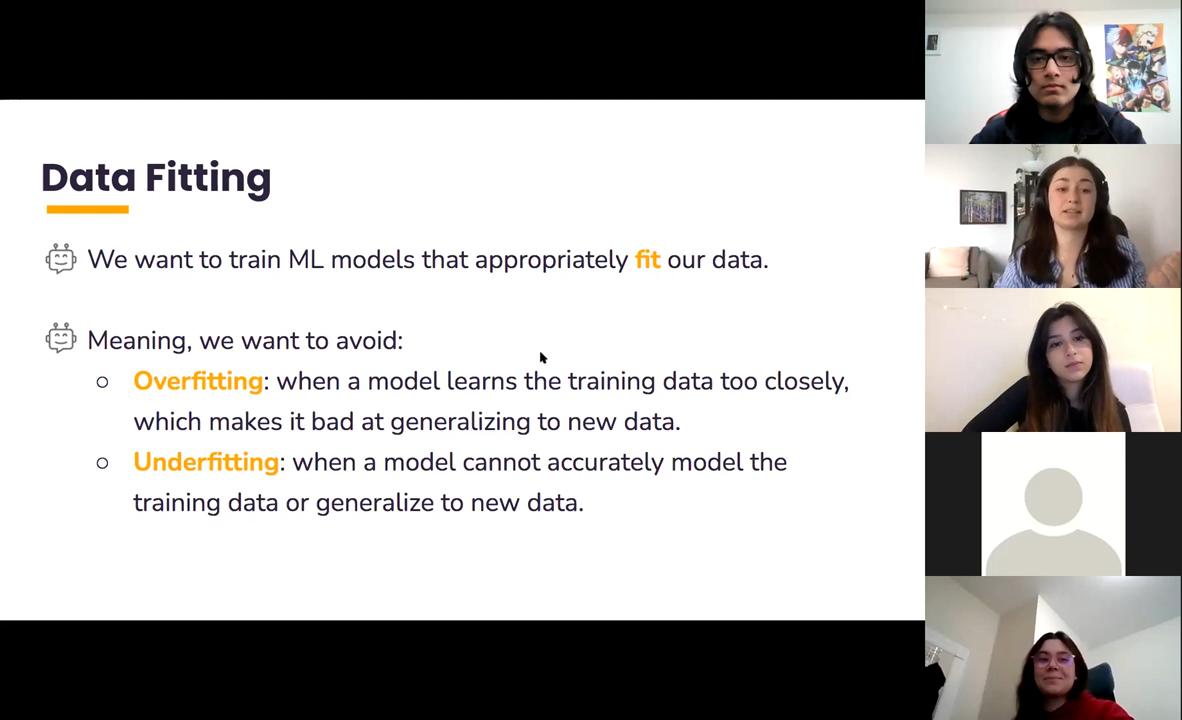 Data Fitting
We want to train ML models that appropriately fit our data.
Meaning, we want to avoid:
Overfitting: when a model learns the training data too closely,
which makes it bad at generalizing to new data.
Underfitting: when a model cannot accurately model the
training data or generalize to new data.